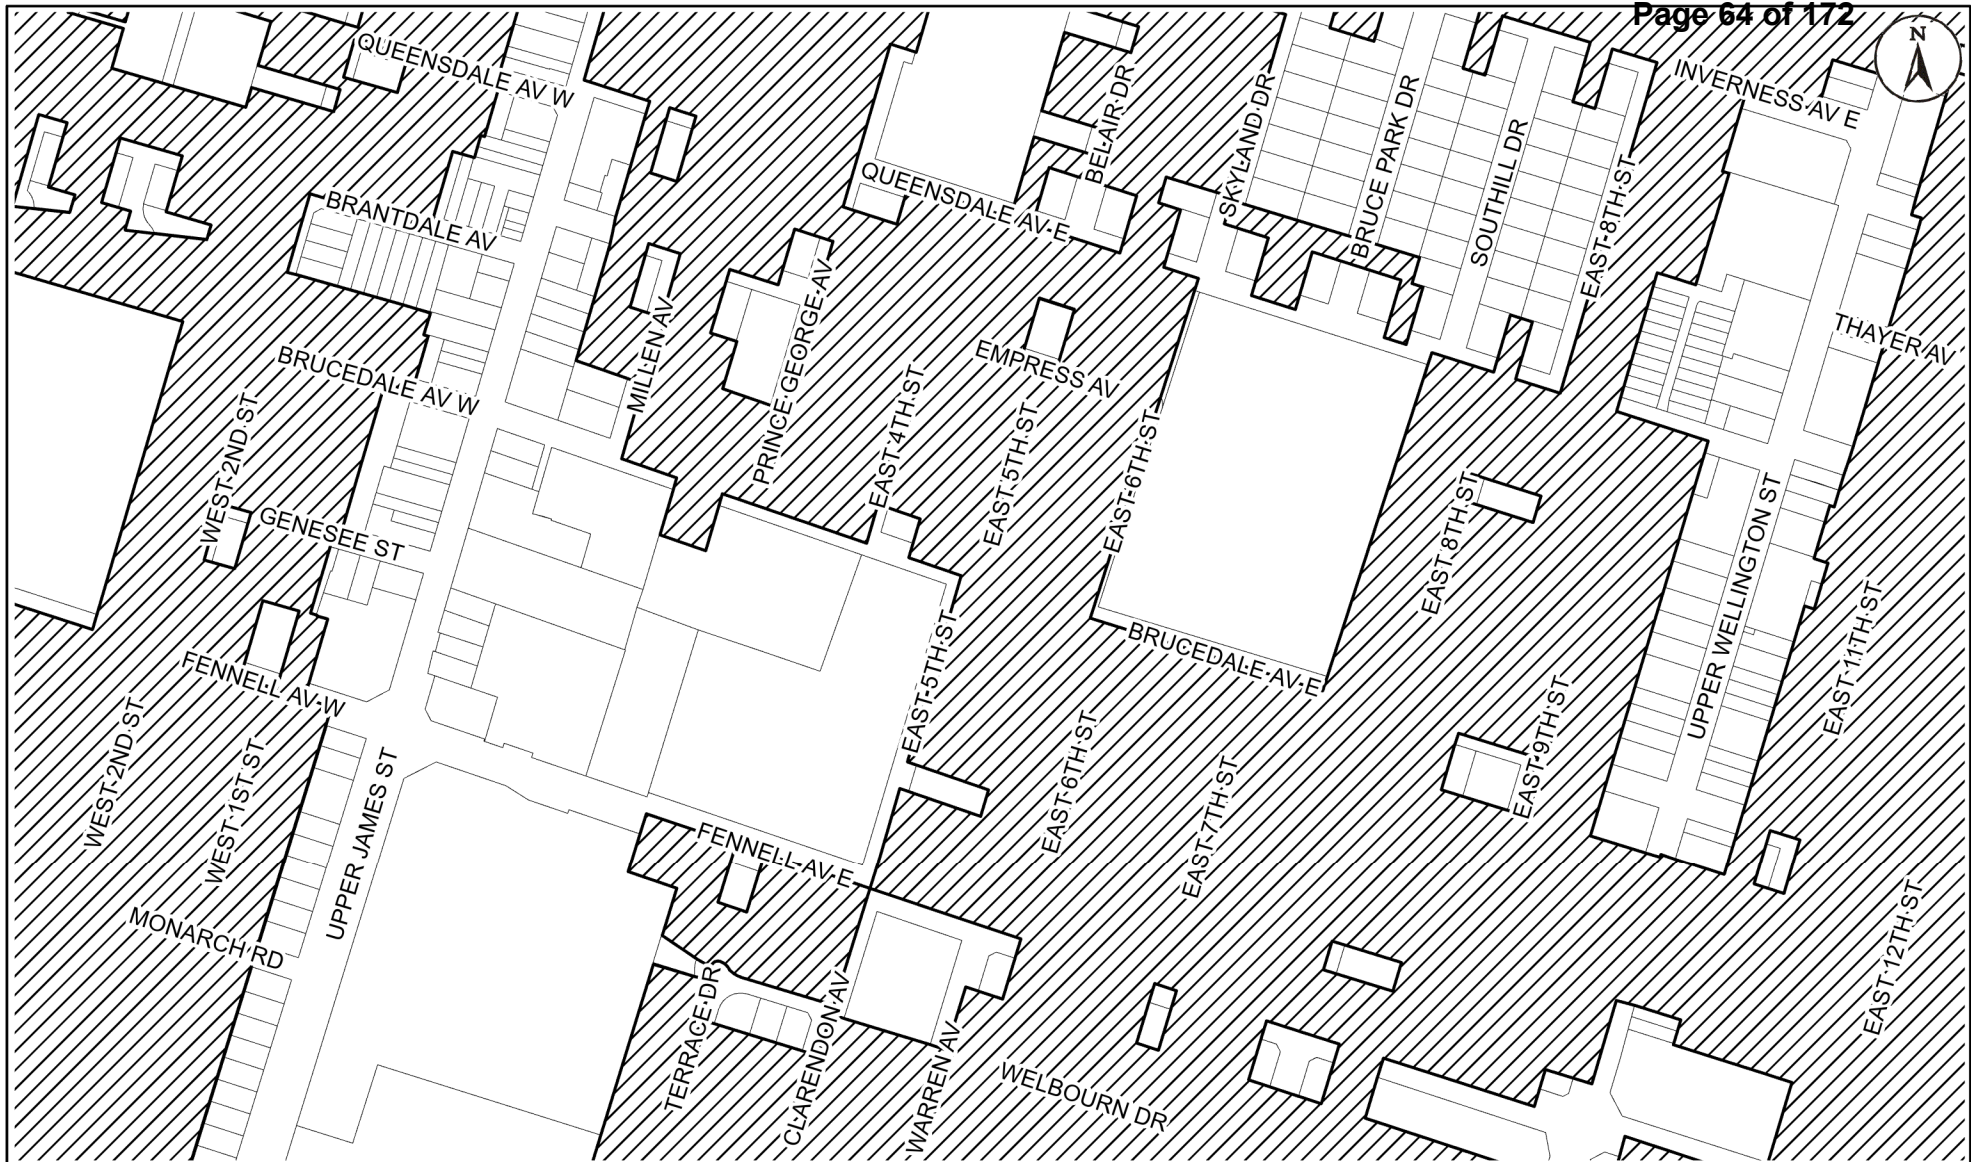 Page 64 of 172
N
QUEENSDALE AV W
INVERNESS AV E
BELAIR DR
SKYLAND DR
BRUCE PARK DR
SOUTHILL DR
EAST 8TH ST
BRANTDALE AV
QUEENSDALE AV E
MILLEN AV
PRINCE GEORGE AV
THAYER AV
BRUCEDALE AV W
EMPRESS AV
WEST 2ND ST
EAST 4TH ST
EAST 5TH ST
EAST 6TH ST
EAST 8TH ST
GENESEE ST
UPPER WELLINGTON ST
EAST 11TH ST
FENNELL AV W
EAST 5TH ST
BRUCEDALE AV E
WEST 2ND ST
WEST 1ST ST
UPPER JAMES ST
EAST 6TH ST
EAST 7TH ST
EAST 9TH ST
FENNELL AV E
MONARCH RD
EAST 12TH ST
TERRACE DR
CLARENDON AV
WARREN AV
WELBOURN DR